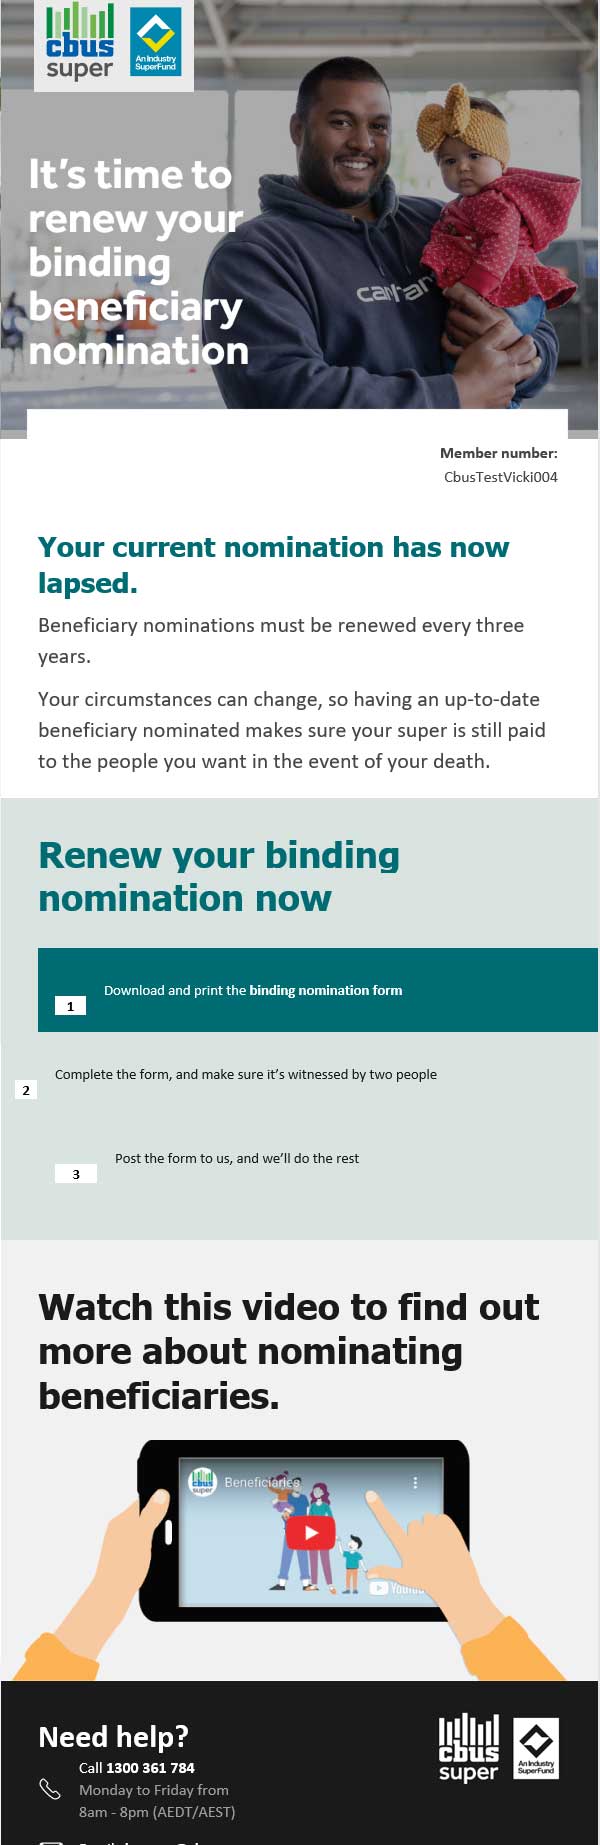 cbus
super
An Industry
SuperFund
It's time to
renew your
binding
beneficiary
nomination
Member number:
CbusTestVicki004
Your current nomination has now
lapsed.
Beneficiary nominations must be renewed every three
years.
Your circumstances can change, so having an up-to-date
beneficiary nominated makes sure your super is still paid
to the people you want in the event of your death.
Renew your binding
nomination now
1 Download and print the binding nomination form
2 Complete the form, and make sure it's witnessed by two people
3 Post the form to us, and we'll do the rest
Watch this video to find out
more about nominating
beneficiaries.
cbus
super
Beneficiaries
Need help?
Call 1300 361 784
Monday to Friday from
8am - 8pm (AEDT/AEST)
cbus
super
An Industry
SuperFund